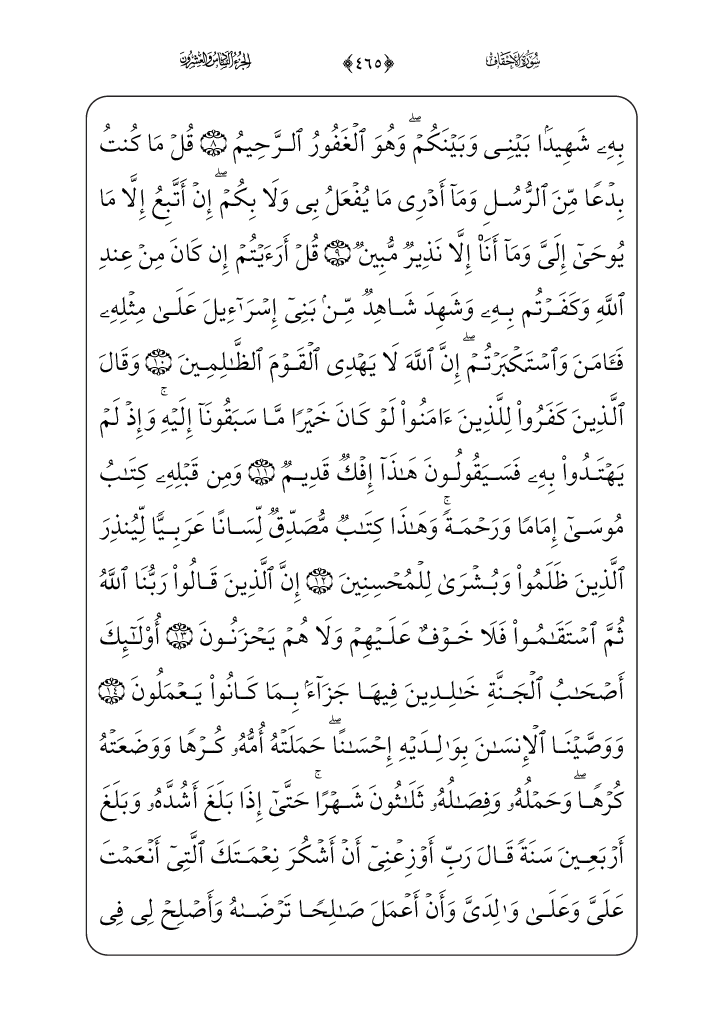 سُورَةُ الأَحْقَافِ
﴿٤٦٥﴾
الجُزْءُ السَّادِسُ وَالعِشْرُونَ
بِهِۦ شَهِيدَۢا بَيۡنِي وَبَيۡنَكُمۡۖ وَهُوَ ٱلۡغَفُورُ ٱلرَّحِيمُ ٨ قُلۡ مَا كُنتُ
بِدۡعٗا مِّنَ ٱلرُّسُلِ وَمَآ أَدۡرِي مَا يُفۡعَلُ بِي وَلَا بِكُمۡۖ إِنۡ أَتَّبِعُ إِلَّا مَا
يُوحَىٰٓ إِلَيَّ وَمَآ أَنَا۠ إِلَّا نَذِيرٞ مُّبِينٞ ٩ قُلۡ أَرَءَيۡتُمۡ إِن كَانَ مِنۡ عِندِ
ٱللَّهِ وَكَفَرۡتُم بِهِۦ وَشَهِدَ شَاهِدٞ مِّنۢ بَنِيٓ إِسۡرَٰٓءِيلَ عَلَىٰ مِثۡلِهِۦ
فَـَٔامَنَ وَٱسۡتَكۡبَرۡتُمۡۖ إِنَّ ٱللَّهَ لَا يَهۡدِي ٱلۡقَوۡمَ ٱلظَّٰلِمِينَ ١٠ وَقَالَ
ٱلَّذِينَ كَفَرُواْ لِلَّذِينَ ءَامَنُواْ لَوۡ كَانَ خَيۡرٗا مَّا سَبَقُونَآ إِلَيۡهِۚ وَإِذۡ لَمۡ
يَهۡتَدُواْ بِهِۦ فَسَيَقُولُونَ هَٰذَآ إِفۡكٞ قَدِيمٞ ١١ وَمِن قَبۡلِهِۦ كِتَٰبُ
مُوسَىٰٓ إِمَامٗا وَرَحۡمَةٗۚ وَهَٰذَا كِتَٰبٞ مُّصَدِّقٞ لِّسَانًا عَرَبِيّٗا لِّيُنذِرَ
ٱلَّذِينَ ظَلَمُواْ وَبُشۡرَىٰ لِلۡمُحۡسِنِينَ ١٢ إِنَّ ٱلَّذِينَ قَالُواْ رَبُّنَا ٱللَّهُ
ثُمَّ ٱسۡتَقَٰمُواْ فَلَا خَوۡفٌ عَلَيۡهِمۡ وَلَا هُمۡ يَحۡزَنُونَ ١٣ أُوْلَٰٓئِكَ
أَصۡحَٰبُ ٱلۡجَنَّةِ خَٰلِدِينَ فِيهَا جَزَآءَۢ بِمَا كَانُواْ يَعۡمَلُونَ ١٤
وَوَصَّيۡنَا ٱلۡإِنسَٰنَ بِوَٰلِدَيۡهِ إِحۡسَٰنًاۖ حَمَلَتۡهُ أُمُّهُۥ كُرۡهٗا وَوَضَعَتۡهُ
كُرۡهٗاۖ وَحَمۡلُهُۥ وَفِصَٰلُهُۥ ثَلَٰثُونَ شَهۡرًاۚ حَتَّىٰٓ إِذَا بَلَغَ أَشُدَّهُۥ وَبَلَغَ
أَرۡبَعِينَ سَنَةٗ قَالَ رَبِّ أَوۡزِعۡنِيٓ أَنۡ أَشۡكُرَ نِعۡمَتَكَ ٱلَّتِيٓ أَنۡعَمۡتَ
عَلَيَّ وَعَلَىٰ وَٰلِدَيَّ وَأَنۡ أَعۡمَلَ صَٰلِحٗا تَرۡضَىٰهُ وَأَصۡلِحۡ لِي فِي